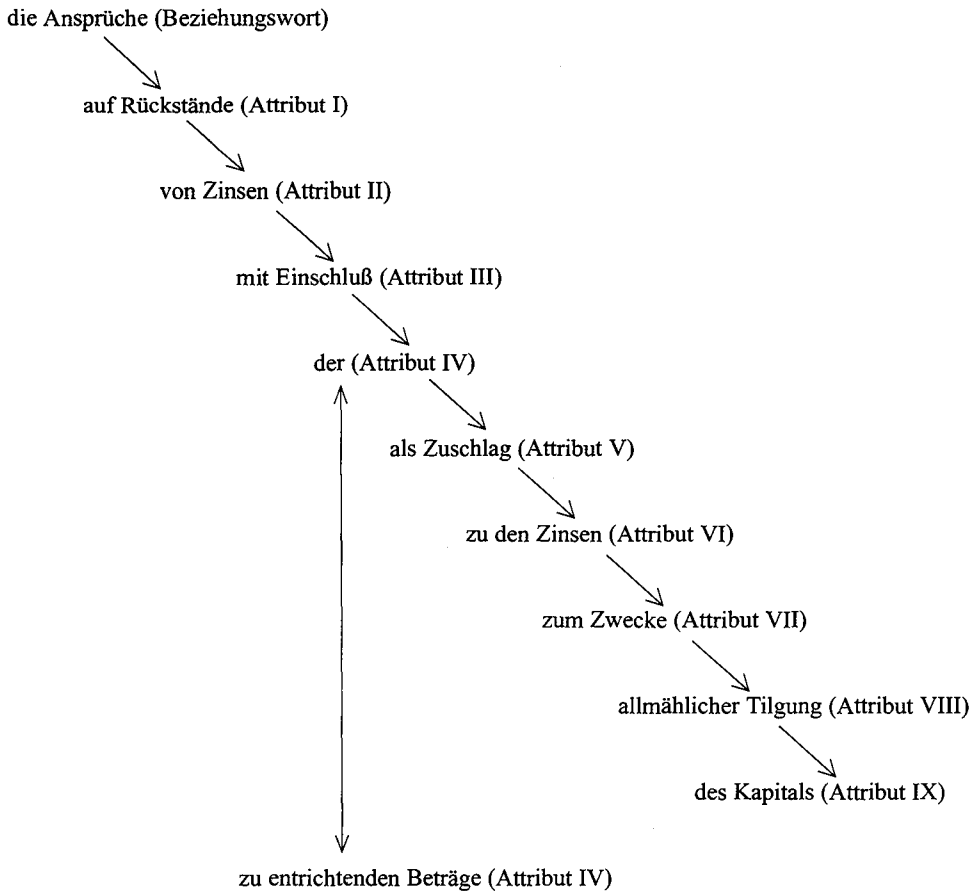 die Ansprüche (Beziehungswort)
auf Rückstände (Attribut I)
von Zinsen (Attribut II)
mit Einschluß (Attribut III)
der (Attribut IV)
als Zuschlag (Attribut V)
zu den Zinsen (Attribut VI)
zum Zwecke (Attribut VII)
allmählicher Tilgung (Attribut VIII)
des Kapitals (Attribut IX)
zu entrichtenden Beträge (Attribut IV)